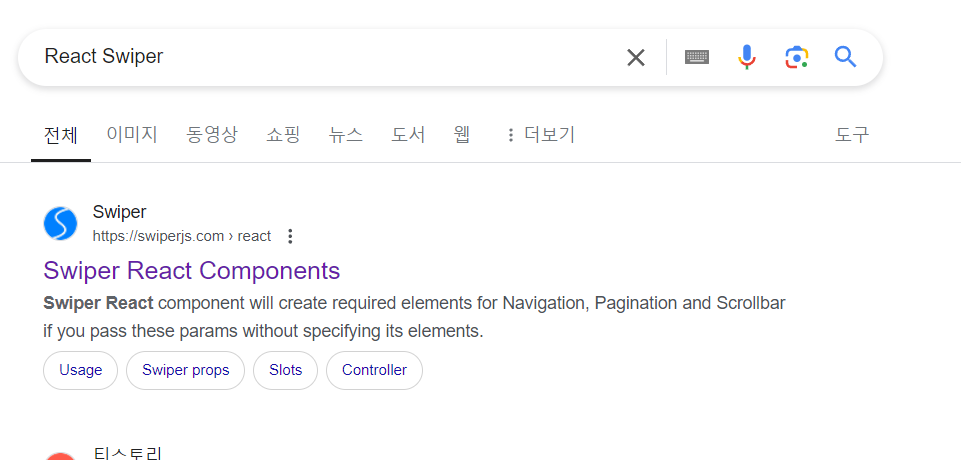 React Swiper
전체 이미지 동영상 쇼핑 뉴스 도서 웹 더보기 도구
Swiper
https://swiperjs.com › react
Swiper React Components
Swiper React component will create required elements for Navigation, Pagination and Scrollbar
if you pass these params without specifying its elements.
Usage Swiper props Slots Controller
티스토리